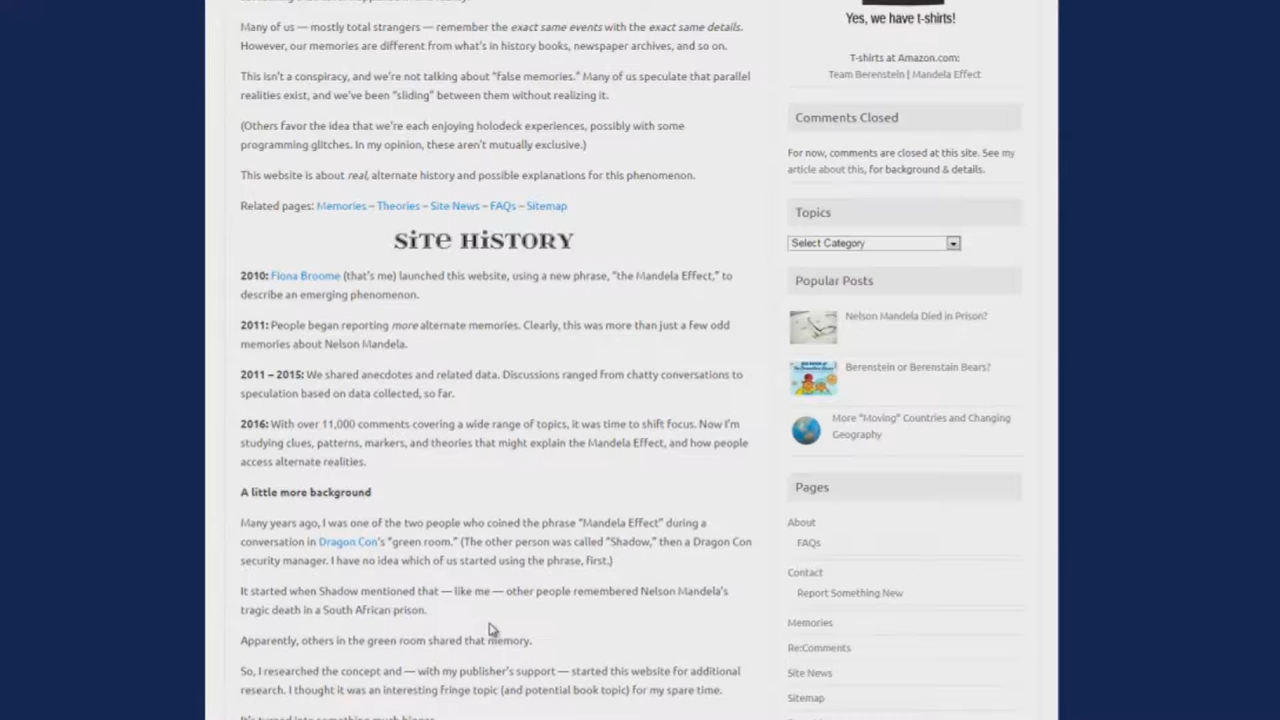 Many of us — mostly total strangers — remember the exact same events with the exact same details.
However, our memories are different from what's in history books, newspaper archives, and so on.
This isn't a conspiracy, and we're not talking about "false memories." Many of us speculate that parallel
realities exist, and we've been "sliding" between them without realizing it.
(Others favor the idea that we're each enjoying holodeck experiences, possibly with some
programming glitches. In my opinion, these aren't mutually exclusive.)
This website is about real, alternate history and possible explanations for this phenomenon.
Related pages: Memories – Theories – Site News – FAQs – Sitemap
SiTE HiSTORY
2010: Fiona Broome (that's me) launched this website, using a new phrase, "the Mandela Effect," to
describe an emerging phenomenon.
2011: People began reporting more alternate memories. Clearly, this was more than just a few odd
memories about Nelson Mandela.
2011 – 2015: We shared anecdotes and related data. Discussions ranged from chatty conversations to
speculation based on data collected, so far.
2016: With over 11,000 comments covering a wide range of topics, it was time to shift focus. Now I'm
studying clues, patterns, markers, and theories that might explain the Mandela Effect, and how people
access alternate realities.
A little more background
Many years ago, I was one of the two people who coined the phrase "Mandela Effect" during a
conversation in Dragon Con's "green room." (The other person was called "Shadow," then a Dragon Con
security manager. I have no idea which of us started using the phrase, first.)
It started when Shadow mentioned that — like me — other people remembered Nelson Mandela's
tragic death in a South African prison.
Apparently, others in the green room shared that memory.
So, I researched the concept and — with my publisher's support — started this website for additional
research. I thought it was an interesting fringe topic (and potential book topic) for my spare time.
It's turned into something much bigger.
Yes, we have t-shirts!
T-shirts at Amazon.com:
Team Berenstein | Mandela Effect
Comments Closed
For now, comments are closed at this site. See my
article about this, for background & details.
Topics
Select Category
Popular Posts
Nelson Mandela Died in Prison?
Berenstein or Berenstain Bears?
More "Moving" Countries and Changing
Geography
Pages
About
FAQs
Contact
Report Something New
Memories
Re:Comments
Site News
Sitemap